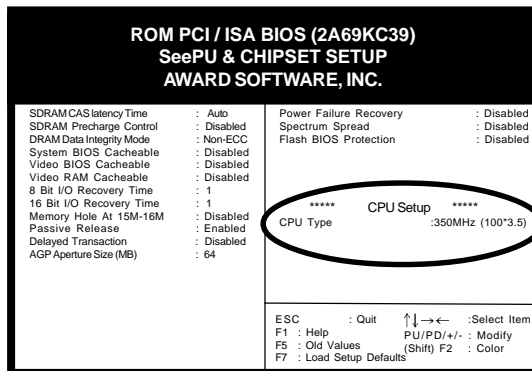 ROM PCI / ISA BIOS (2A69KC39)
SeePU & CHIPSET SETUP
AWARD SOFTWARE, INC.
SDRAM CAS latency Time : Auto
SDRAM Precharge Control : Disabled
DRAM Data Integrity Mode : Non-ECC
System BIOS Cacheable : Disabled
Video BIOS Cacheable : Disabled
Video RAM Cacheable : Disabled
8 Bit I/O Recovery Time : 1
16 Bit I/O Recovery Time : 1
Memory Hole At 15M-16M : Disabled
Passive Release : Enabled
Delayed Transaction : Disabled
AGP Aperture Size (MB) : 64
Power Failure Recovery : Disabled
Spectrum Spread : Disabled
Flash BIOS Protection : Disabled
***** CPU Setup *****
CPU Type :350MHz (100*3.5)
ESC : Quit ↑↓→← :Select Item
F1 : Help PU/PD/+/- : Modify
F5 : Old Values (Shift) F2 : Color
F7 : Load Setup Defaults